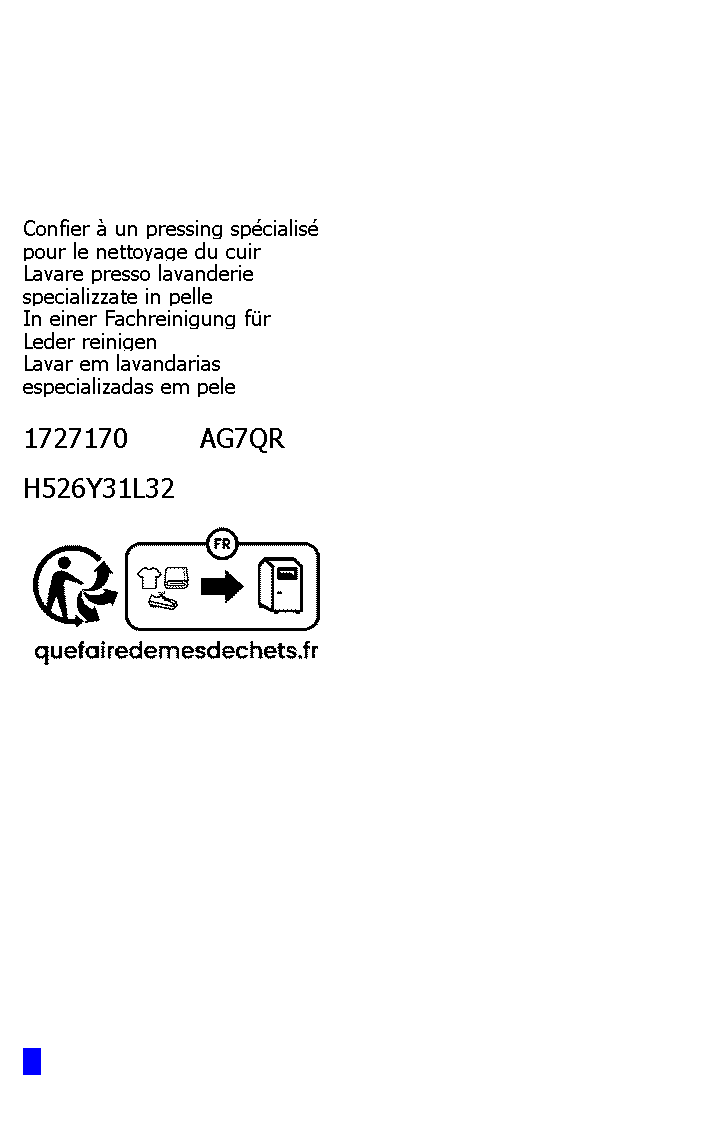 Confier à un pressing spécialisé
pour le nettoyage du cuir
Lavare presso lavanderie
specializzate in pelle
In einer Fachreinigung für
Leder reinigen
Lavar em lavandarias
especializadas em pele
1727170 AG7QR
H526Y31L32
FR
quefairedemesdechets.fr